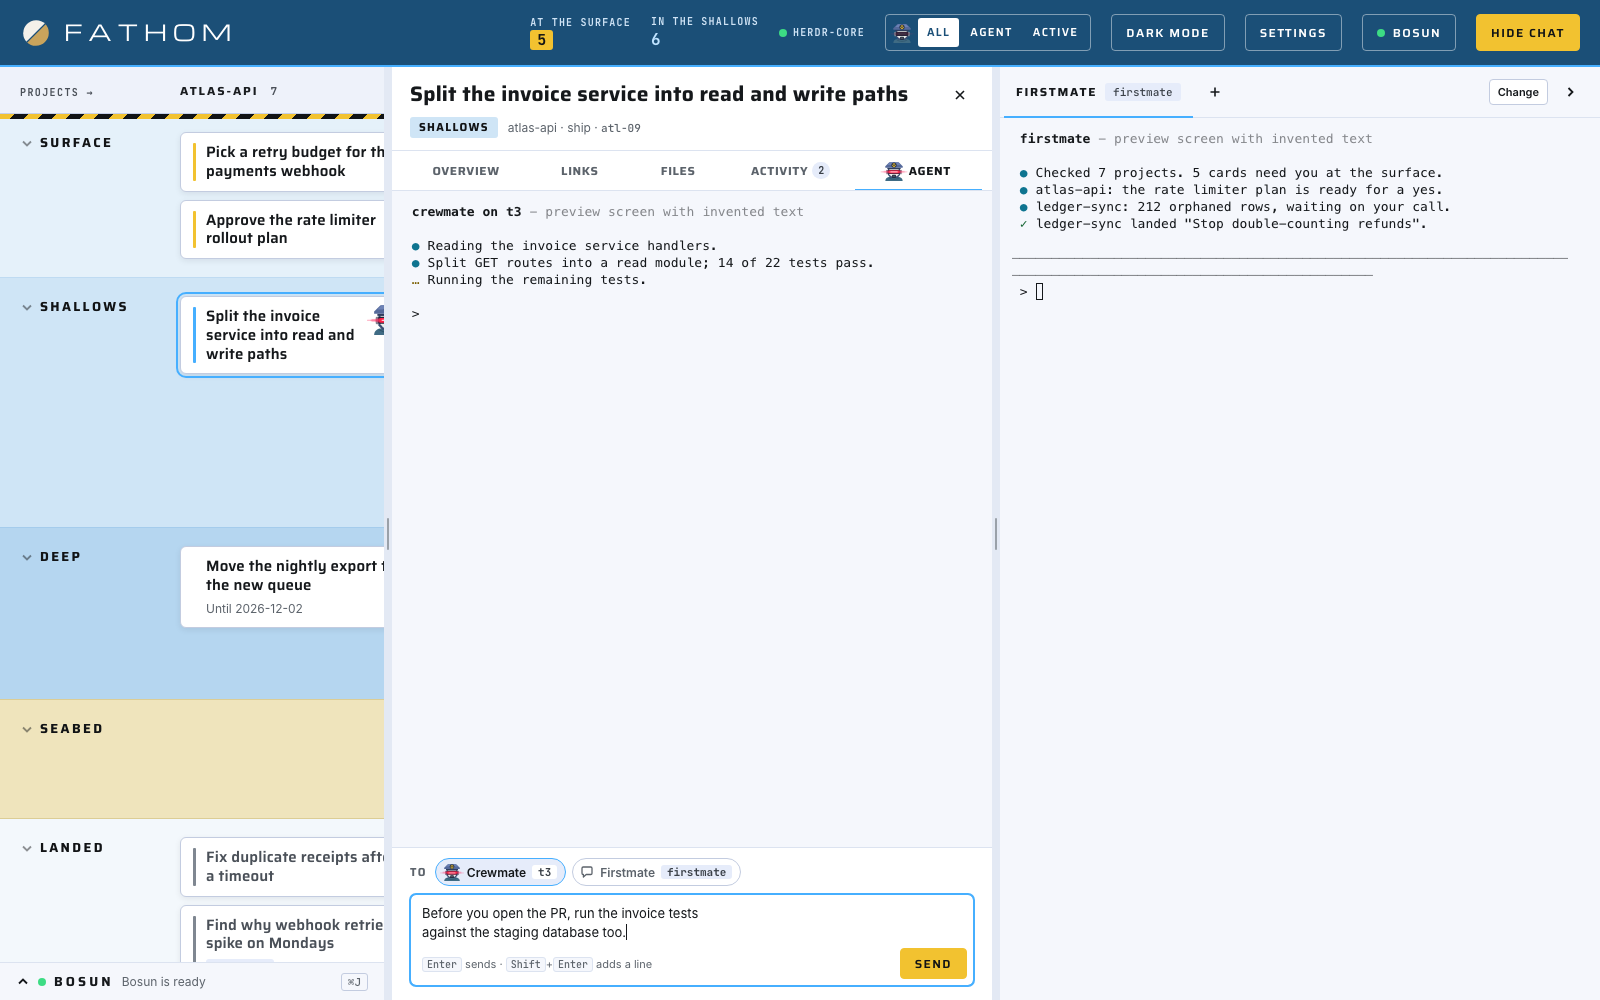 FATHOM
AT THE SURFACE
5
IN THE SHALLOWS
6
HERDR-CORE
ALL
AGENT
ACTIVE
DARK MODE
SETTINGS
BOSUN
HIDE CHAT
PROJECTS →
ATLAS-API 7
SURFACE
Pick a retry budget for th
payments webhook
Approve the rate limiter
rollout plan
SHALLOWS
Split the invoice
service into read and
write paths
DEEP
Move the nightly export t
the new queue
Until 2026-12-02
SEABED
LANDED
Fix duplicate receipts afte
a timeout
Find why webhook retrie
spike on Mondays
BOSUN Bosun is ready ⌘J
Split the invoice service into read and write paths ×
SHALLOWS atlas-api · ship · atl-09
OVERVIEW
LINKS
FILES
ACTIVITY 2
AGENT
crewmate on t3 — preview screen with invented text
● Reading the invoice service handlers.
● Split GET routes into a read module; 14 of 22 tests pass.
… Running the remaining tests.
>
TO Crewmate t3 Firstmate firstmate
Before you open the PR, run the invoice tests
against the staging database too.
Enter sends · Shift+Enter adds a line
SEND
FIRSTMATE firstmate +
Change
firstmate — preview screen with invented text
● Checked 7 projects. 5 cards need you at the surface.
● atlas-api: the rate limiter plan is ready for a yes.
● ledger-sync: 212 orphaned rows, waiting on your call.
✓ ledger-sync landed "Stop double-counting refunds".
>